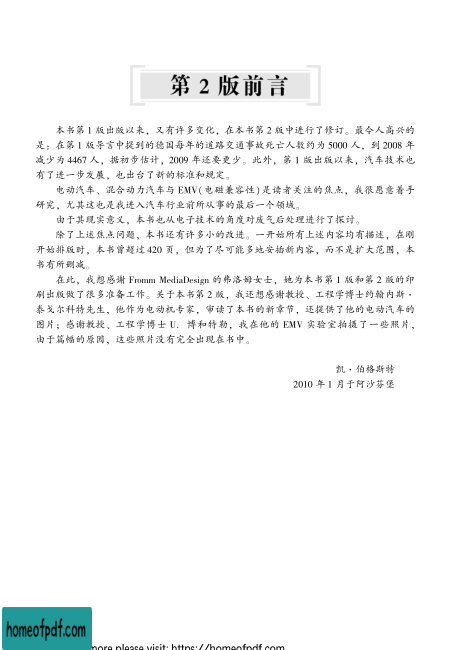 第 2 版前言
本书第 1 版出版以来，又有许多变化，在本书第 2 版中进行了修订。最令人高兴的
是：在第 1 版导言中提到的德国每年的道路交通事故死亡人数约为 5000 人，到 2008 年
减少为 4467 人，据初步估计，2009 年还要更少。此外，第 1 版出版以来，汽车技术也
有了进一步发展，也出台了新的标准和规定。
电动汽车、混合动力汽车与 EMV(电磁兼容性)是读者关注的焦点，我很愿意着手
研究，尤其这也是我进入汽车行业前所从事的最后一个领域。
由于其现实意义，本书也从电子技术的角度对废气后处理进行了探讨。
除了上述焦点问题，本书还有许多小的改进。一开始所有上述内容均有描述，在刚
开始排版时，本书曾超过 420 页，但为了尽可能多地安插新内容，而不是扩大范围，本
书有所删减。
在此，我想感谢 Fromm MediaDesign 的弗洛姆女士，她为本书第 1 版和第 2 版的印
刷出版做了很多准备工作。关于本书第 2 版，我还想感谢教授、工程学博士约翰内斯·
泰戈尔科特先生，他作为电动机专家，审读了本书的新章节，还提供了他的电动汽车的
图片；感谢教授、工程学博士 U. 博和特勒，我在他的 EMV 实验室拍摄了一些照片，
由于篇幅的原因，这些照片没有完全出现在书中。
凯·伯格斯特
2010 年 1 月于阿沙芬堡
homeofpdf.com
more please visit: https://homeofpdf.com